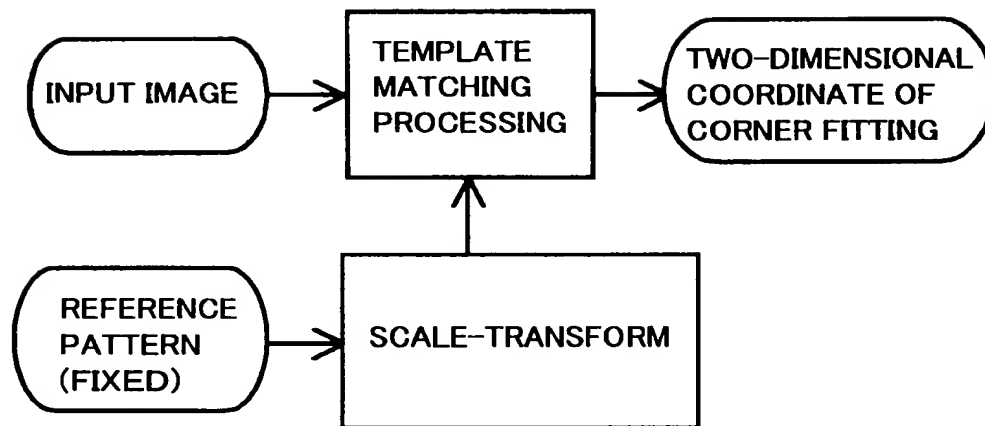 INPUT IMAGE
TEMPLATE
MATCHING
PROCESSING
TWO-DIMENSIONAL
COORDINATE OF
CORNER FITTING
REFERENCE
PATTERN
(FIXED)
SCALE-TRANSFORM